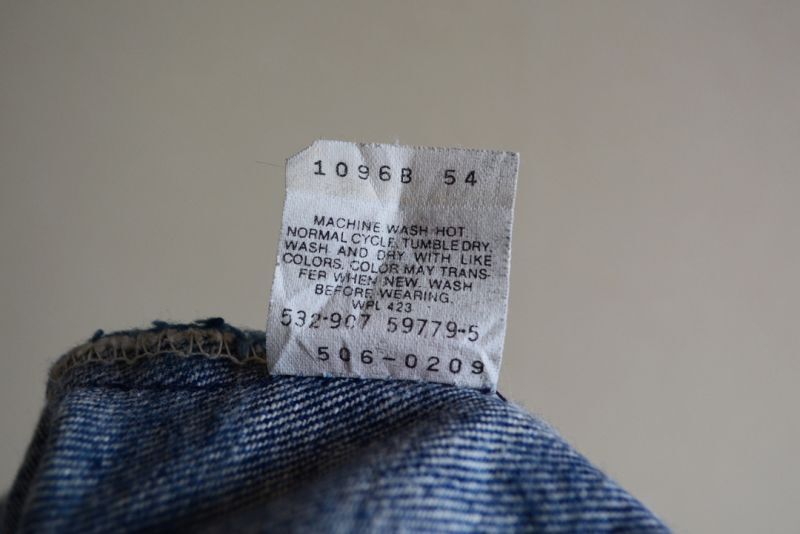 1096B 54
MACHINE WASH HOT
NORMAL CYCLE, TUMBLE DRY.
WASH AND DRY WITH LIKE
COLORS. COLOR MAY TRANS-
FER WHEN NEW. WASH
BEFORE WEARING.
WPL 423
532-907 59779-5
506-0209